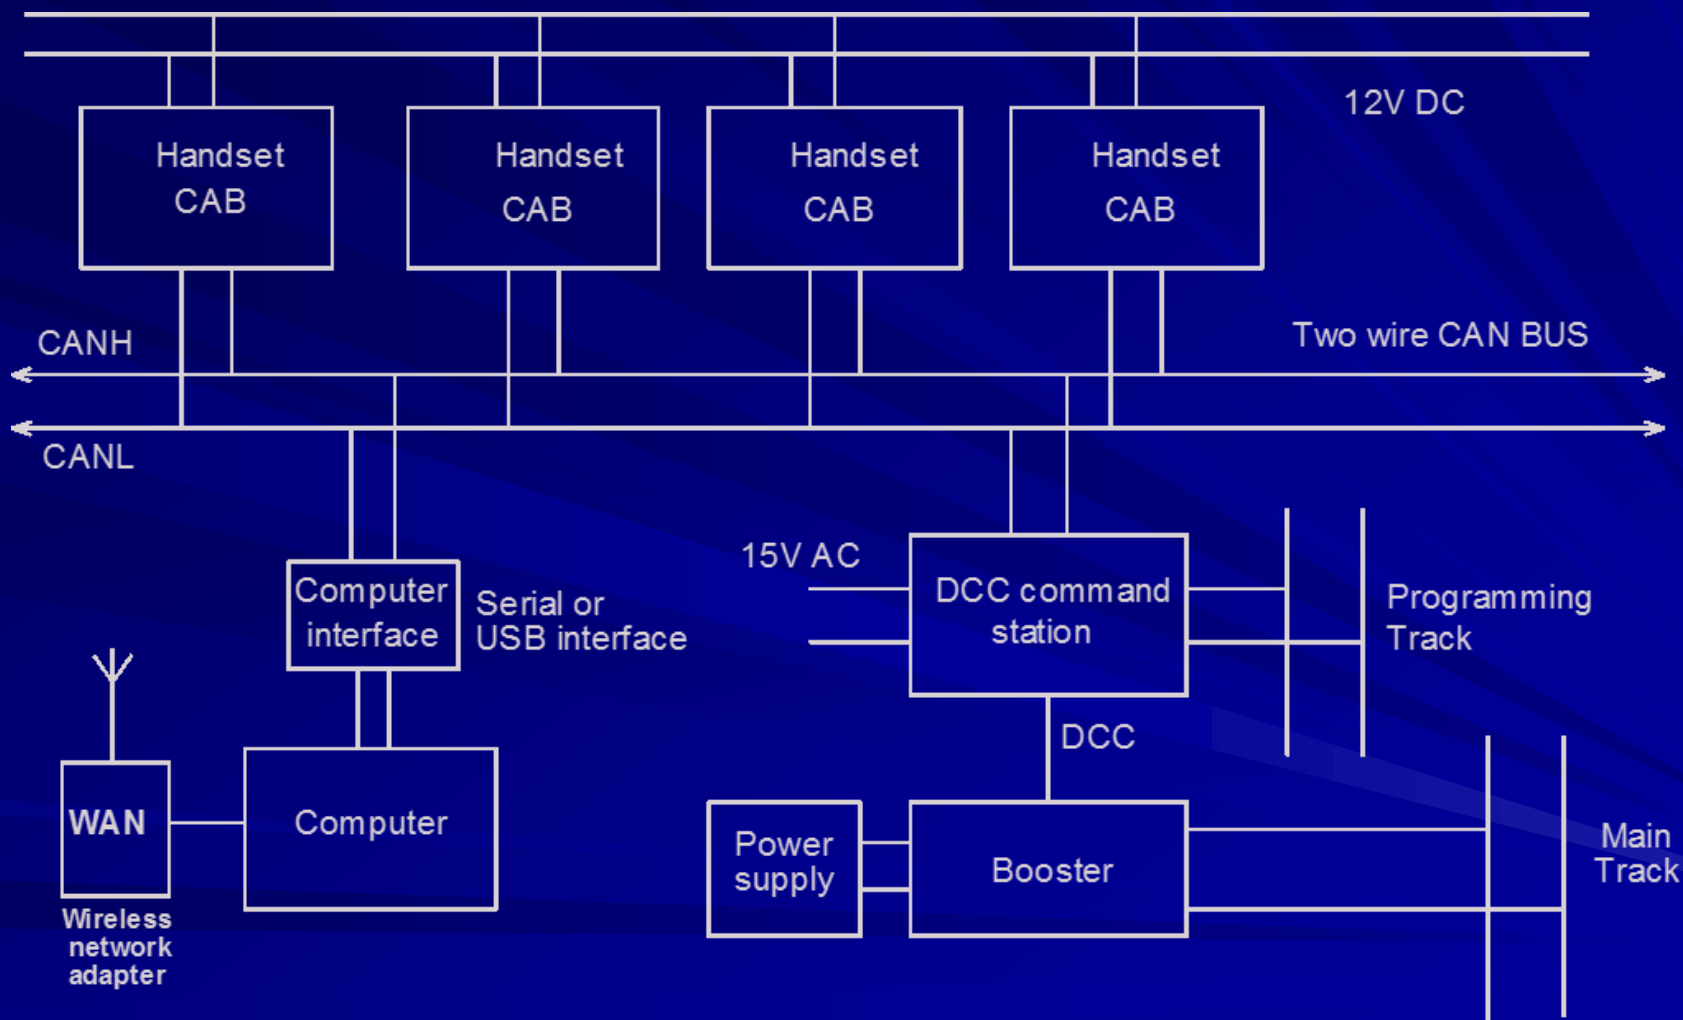 12V DC
Handset
CAB
Handset
CAB
Handset
CAB
Handset
CAB
CANH
Two wire CAN BUS
CANL
15V AC
Computer
interface
Serial or
USB interface
DCC command
station
Programming
Track
DCC
WAN
Computer
Power
supply
Booster
Main
Track
Wireless
network
adapter